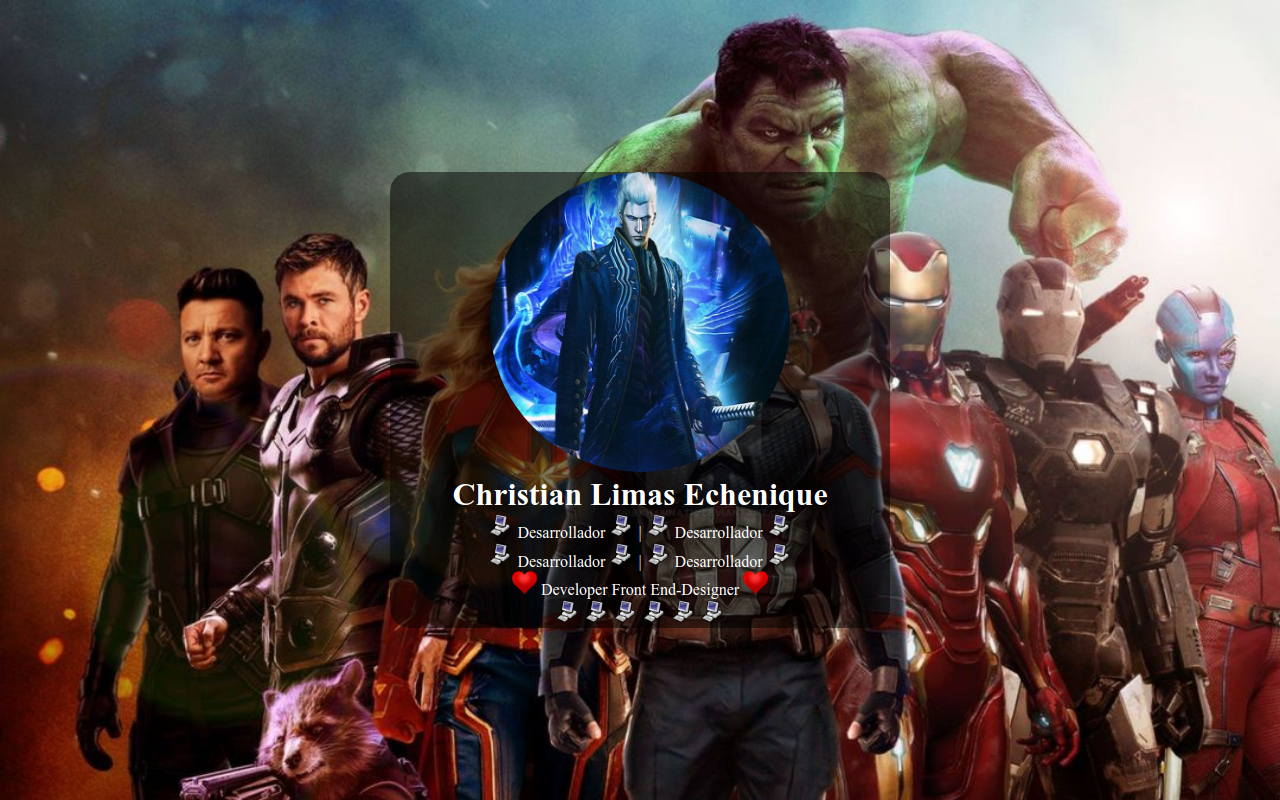 Christian Limas Echenique
Desarrollador | Desarrollador
Desarrollador | Desarrollador
Developer Front End-Designer